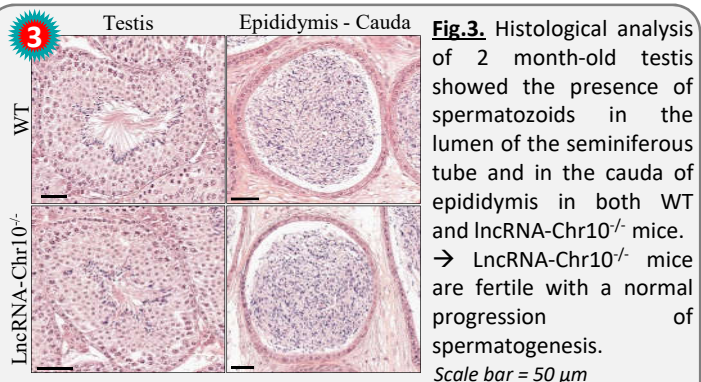 3
Testis
Epididymis - Cauda
WT
LncRNA-Chr10-/-
Fig.3. Histological analysis
of 2 month-old testis
showed the presence of
spermatozoids in the
lumen of the seminiferous
tube and in the cauda of
epididymis in both WT
and lncRNA-Chr10-/- mice.
→ LncRNA-Chr10-/- mice
are fertile with a normal
progression of
spermatogenesis.
Scale bar = 50 µm